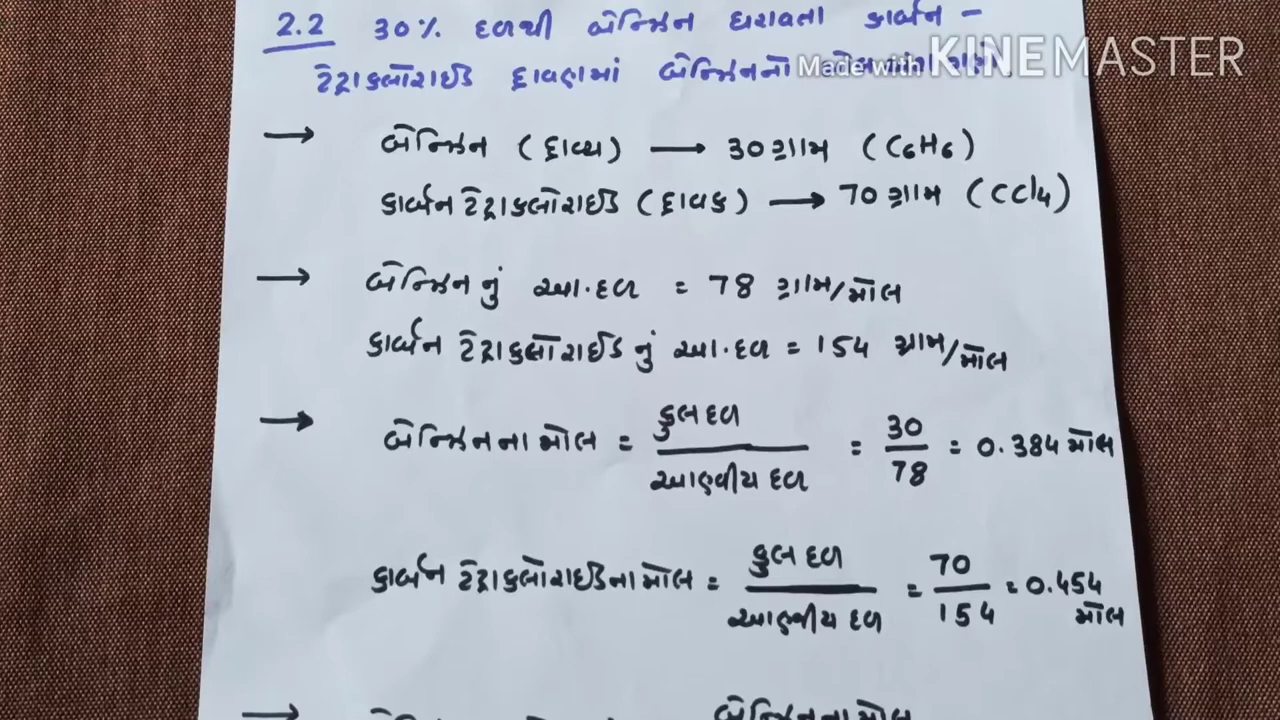 2.2 30% દળથી બેન્ઝિન ધરાવતા કાર્બન -
ટેટ્રાક્લોરાઈડ દ્રાવણમાં બેન્ઝિનનો
Made with KINEMASTER
→ બેન્ઝિન (દ્રાવ્ય) → 30 ગ્રામ (C6H6)
કાર્બન ટેટ્રાક્લોરાઈડ (દ્રાવક) → 70 ગ્રામ (CCl4)
→ બેન્ઝિનનું આ.દળ = 78 ગ્રામ/મોલ
કાર્બન ટેટ્રાક્લોરાઈડનું આ.દળ = 154 ગ્રામ/મોલ
→ બેન્ઝિનના મોલ = કુલ દળ / આણ્વીય દળ = 30/78 = 0.384 મોલ
કાર્બન ટેટ્રાક્લોરાઈડના મોલ = કુલ દળ / આણ્વીય દળ = 70/154 = 0.454 મોલ
→ બેન્ઝિનના મોલ